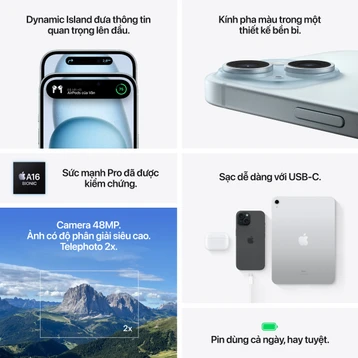 Dynamic Island đưa thông tin
quan trọng lên đầu.
Kính pha màu trong một
thiết kế bền bỉ.
A16
BIONIC
Sức mạnh Pro đã được
kiểm chứng.
Sạc dễ dàng với USB-C.
Camera 48MP.
Ảnh có độ phân giải siêu cao.
Telephoto 2x.
2x
Pin dùng cả ngày, hay tuyệt.